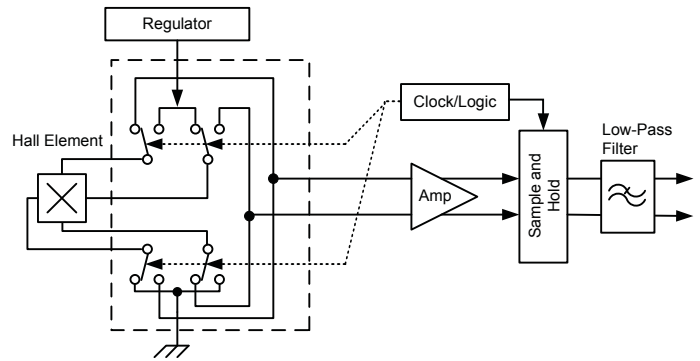 Regulator
Clock/Logic
Hall Element
Low-Pass
Filter
Amp
Sample and
Hold